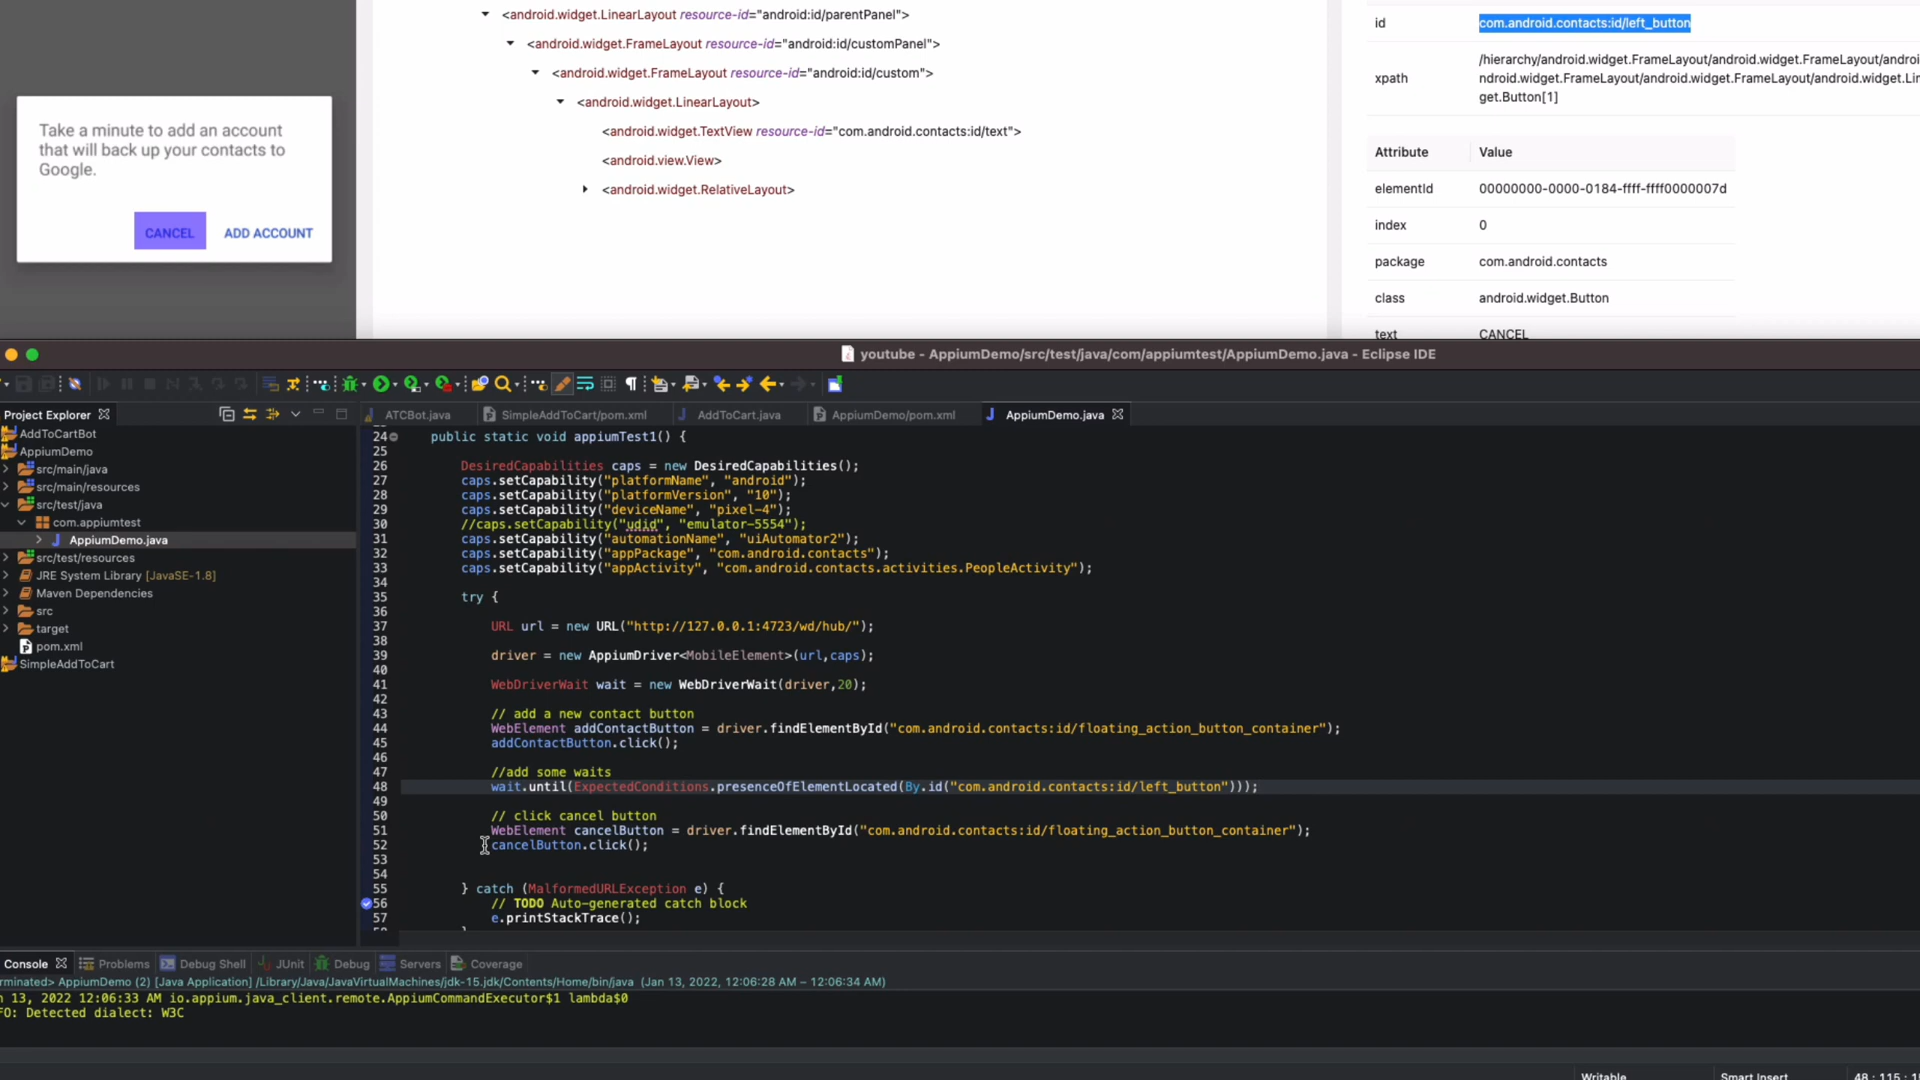 <android.widget.LinearLayout resource-id="android:id/parentPanel">
<android.widget.FrameLayout resource-id="android:id/customPanel">
<android.widget.FrameLayout resource-id="android:id/custom">
<android.widget.LinearLayout>
<android.widget.TextView resource-id="com.android.contacts:id/text">
<android.view.View>
<android.widget.RelativeLayout>
Take a minute to add an account
that will back up your contacts to
Google.
CANCEL ADD ACCOUNT
id com.android.contacts:id/left_button
/hierarchy/android.widget.FrameLayout/android.widget.FrameLayout/androi
xpath ndroid.widget.FrameLayout/android.widget.FrameLayout/android.widget.Lin
get.Button[1]
Attribute Value
elementId 00000000-0000-0184-ffff-ffff0000007d
index 0
package com.android.contacts
class android.widget.Button
text CANCEL
youtube - AppiumDemo/src/test/java/com/appiumtest/AppiumDemo.java - Eclipse IDE
Project Explorer
ATCBot.java SimpleAddToCart/pom.xml AddToCart.java AppiumDemo/pom.xml AppiumDemo.java
AddToCartBot
AppiumDemo
src/main/java
src/main/resources
src/test/java
com.appiumtest
AppiumDemo.java
src/test/resources
JRE System Library [JavaSE-1.8]
Maven Dependencies
src
target
pom.xml
SimpleAddToCart
24 public static void appiumTest1() {
25
26 DesiredCapabilities caps = new DesiredCapabilities();
27 caps.setCapability("platformName", "android");
28 caps.setCapability("platformVersion", "10");
29 caps.setCapability("deviceName", "pixel-4");
30 //caps.setCapability("udid", "emulator-5554");
31 caps.setCapability("automationName", "uiAutomator2");
32 caps.setCapability("appPackage", "com.android.contacts");
33 caps.setCapability("appActivity", "com.android.contacts.activities.PeopleActivity");
34
35 try {
36
37 URL url = new URL("http://127.0.0.1:4723/wd/hub/");
38
39 driver = new AppiumDriver<MobileElement>(url,caps);
40
41 WebDriverWait wait = new WebDriverWait(driver,20);
42
43 // add a new contact button
44 WebElement addContactButton = driver.findElementById("com.android.contacts:id/floating_action_button_container");
45 addContactButton.click();
46
47 //add some waits
48 wait.until(ExpectedConditions.presenceOfElementLocated(By.id("com.android.contacts:id/left_button")));
49
50 // click cancel button
51 WebElement cancelButton = driver.findElementById("com.android.contacts:id/floating_action_button_container");
52 cancelButton.click();
53
54
55 } catch (MalformedURLException e) {
56 // TODO Auto-generated catch block
57 e.printStackTrace();
Console Problems Debug Shell JUnit Debug Servers Coverage
rminated> AppiumDemo (2) [Java Application] /Library/Java/JavaVirtualMachines/jdk-15.jdk/Contents/Home/bin/java (Jan 13, 2022, 12:06:28 AM – 12:06:34 AM)
n 13, 2022 12:06:33 AM io.appium.java_client.remote.AppiumCommandExecutor$1 lambda$0
FO: Detected dialect: W3C
Writable Smart Insert 48 : 115 : 1